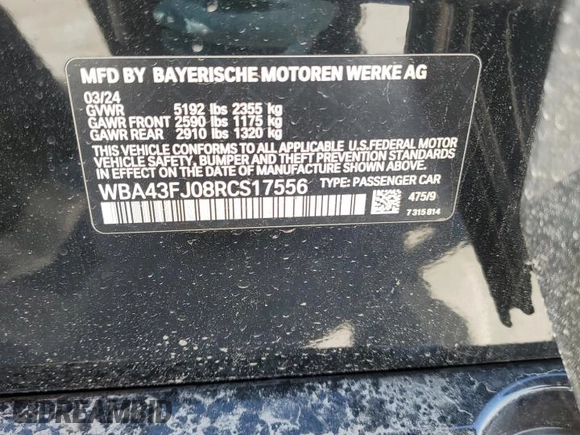 MFD BY BAYERISCHE MOTOREN WERKE AG
03/24
GVWR 5192 lbs 2355 kg
GAWR FRONT 2590 lbs 1175 kg
GAWR REAR 2910 lbs 1320 kg
THIS VEHICLE CONFORMS TO ALL APPLICABLE U.S.FEDERAL MOTOR
VEHICLE SAFETY, BUMPER, AND THEFT PREVENTION STANDARDS
IN EFFECT ON THE DATE OF MANUFACTURE SHOWN ABOVE.
WBA43FJ08RCS17556 TYPE: PASSENGER CAR
475/9
7315814
DREAMBID